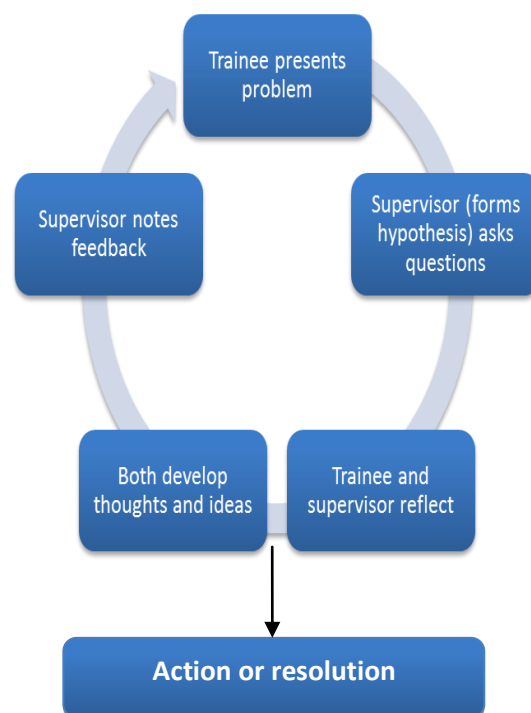 Trainee presents
problem
Supervisor (forms
hypothesis) asks
questions
Trainee and
supervisor reflect
Both develop
thoughts and ideas
Supervisor notes
feedback
Action or resolution